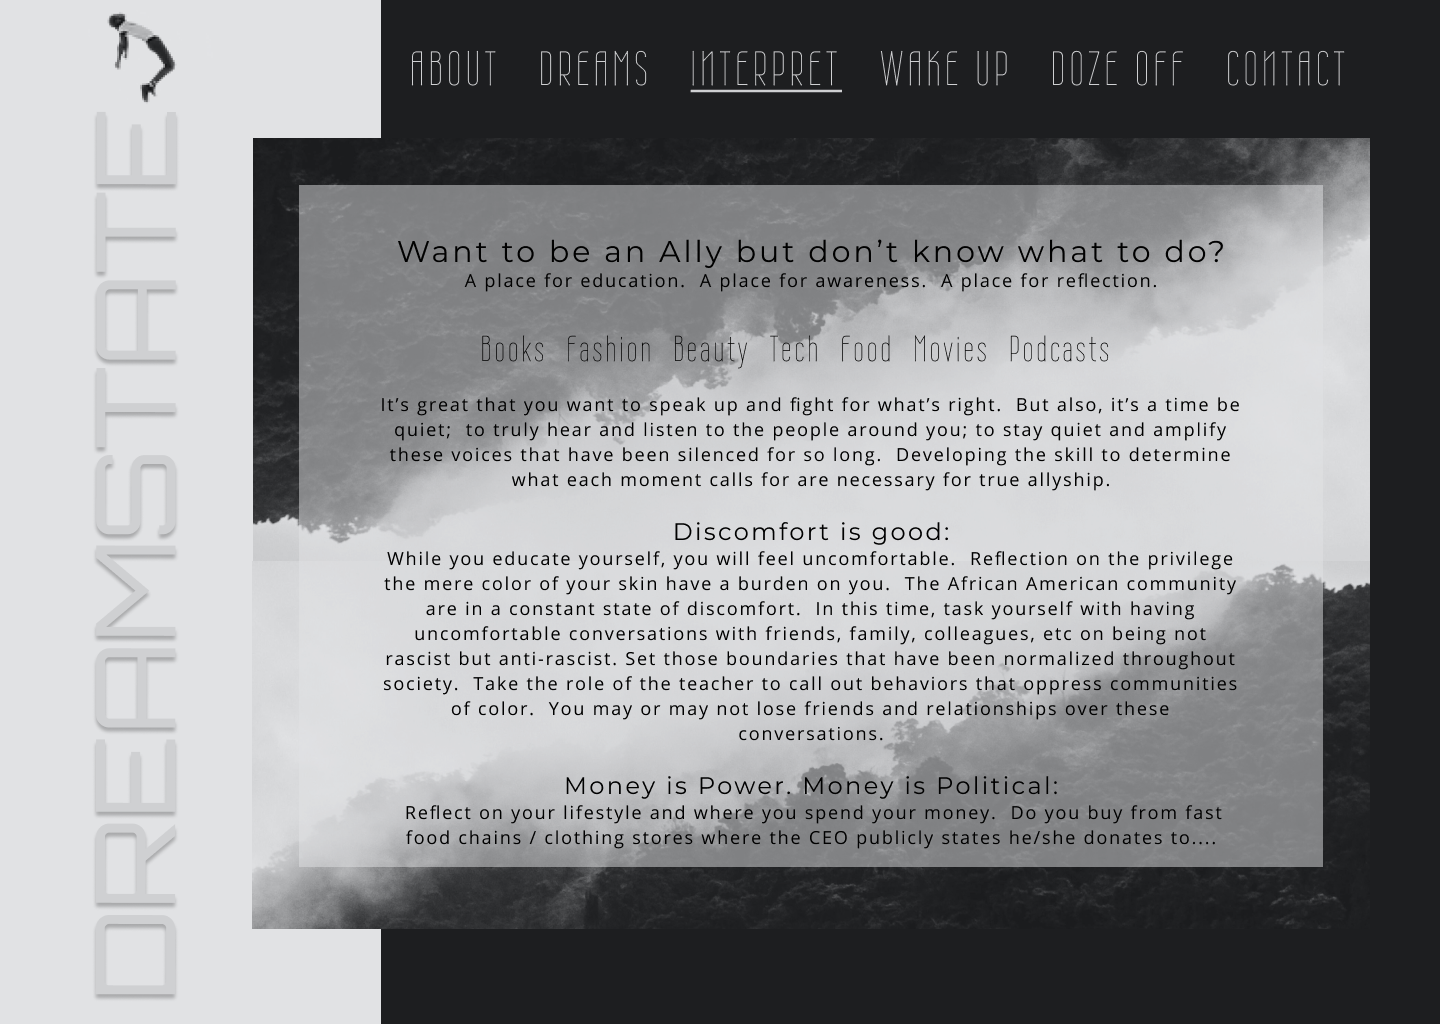 DREAMSTATE
ABOUT DREAMS INTERPRET WAKE UP DOZE OFF CONTACT
Want to be an Ally but don’t know what to do?
A place for education.  A place for awareness.  A place for reflection.
Books Fashion Beauty Tech Food Movies Podcasts
It’s great that you want to speak up and fight for what’s right.  But also, it’s a time be
quiet;  to truly hear and listen to the people around you; to stay quiet and amplify
these voices that have been silenced for so long.  Developing the skill to determine
what each moment calls for are necessary for true allyship.
Discomfort is good:
While you educate yourself, you will feel uncomfortable.  Reflection on the privilege
the mere color of your skin have a burden on you.  The African American community
are in a constant state of discomfort.  In this time, task yourself with having
uncomfortable conversations with friends, family, colleagues, etc on being not
rascist but anti-rascist. Set those boundaries that have been normalized throughout
society.  Take the role of the teacher to call out behaviors that oppress communities
of color.  You may or may not lose friends and relationships over these
conversations.
Money is Power. Money is Political:
Reflect on your lifestyle and where you spend your money.  Do you buy from fast
food chains / clothing stores where the CEO publicly states he/she donates to....